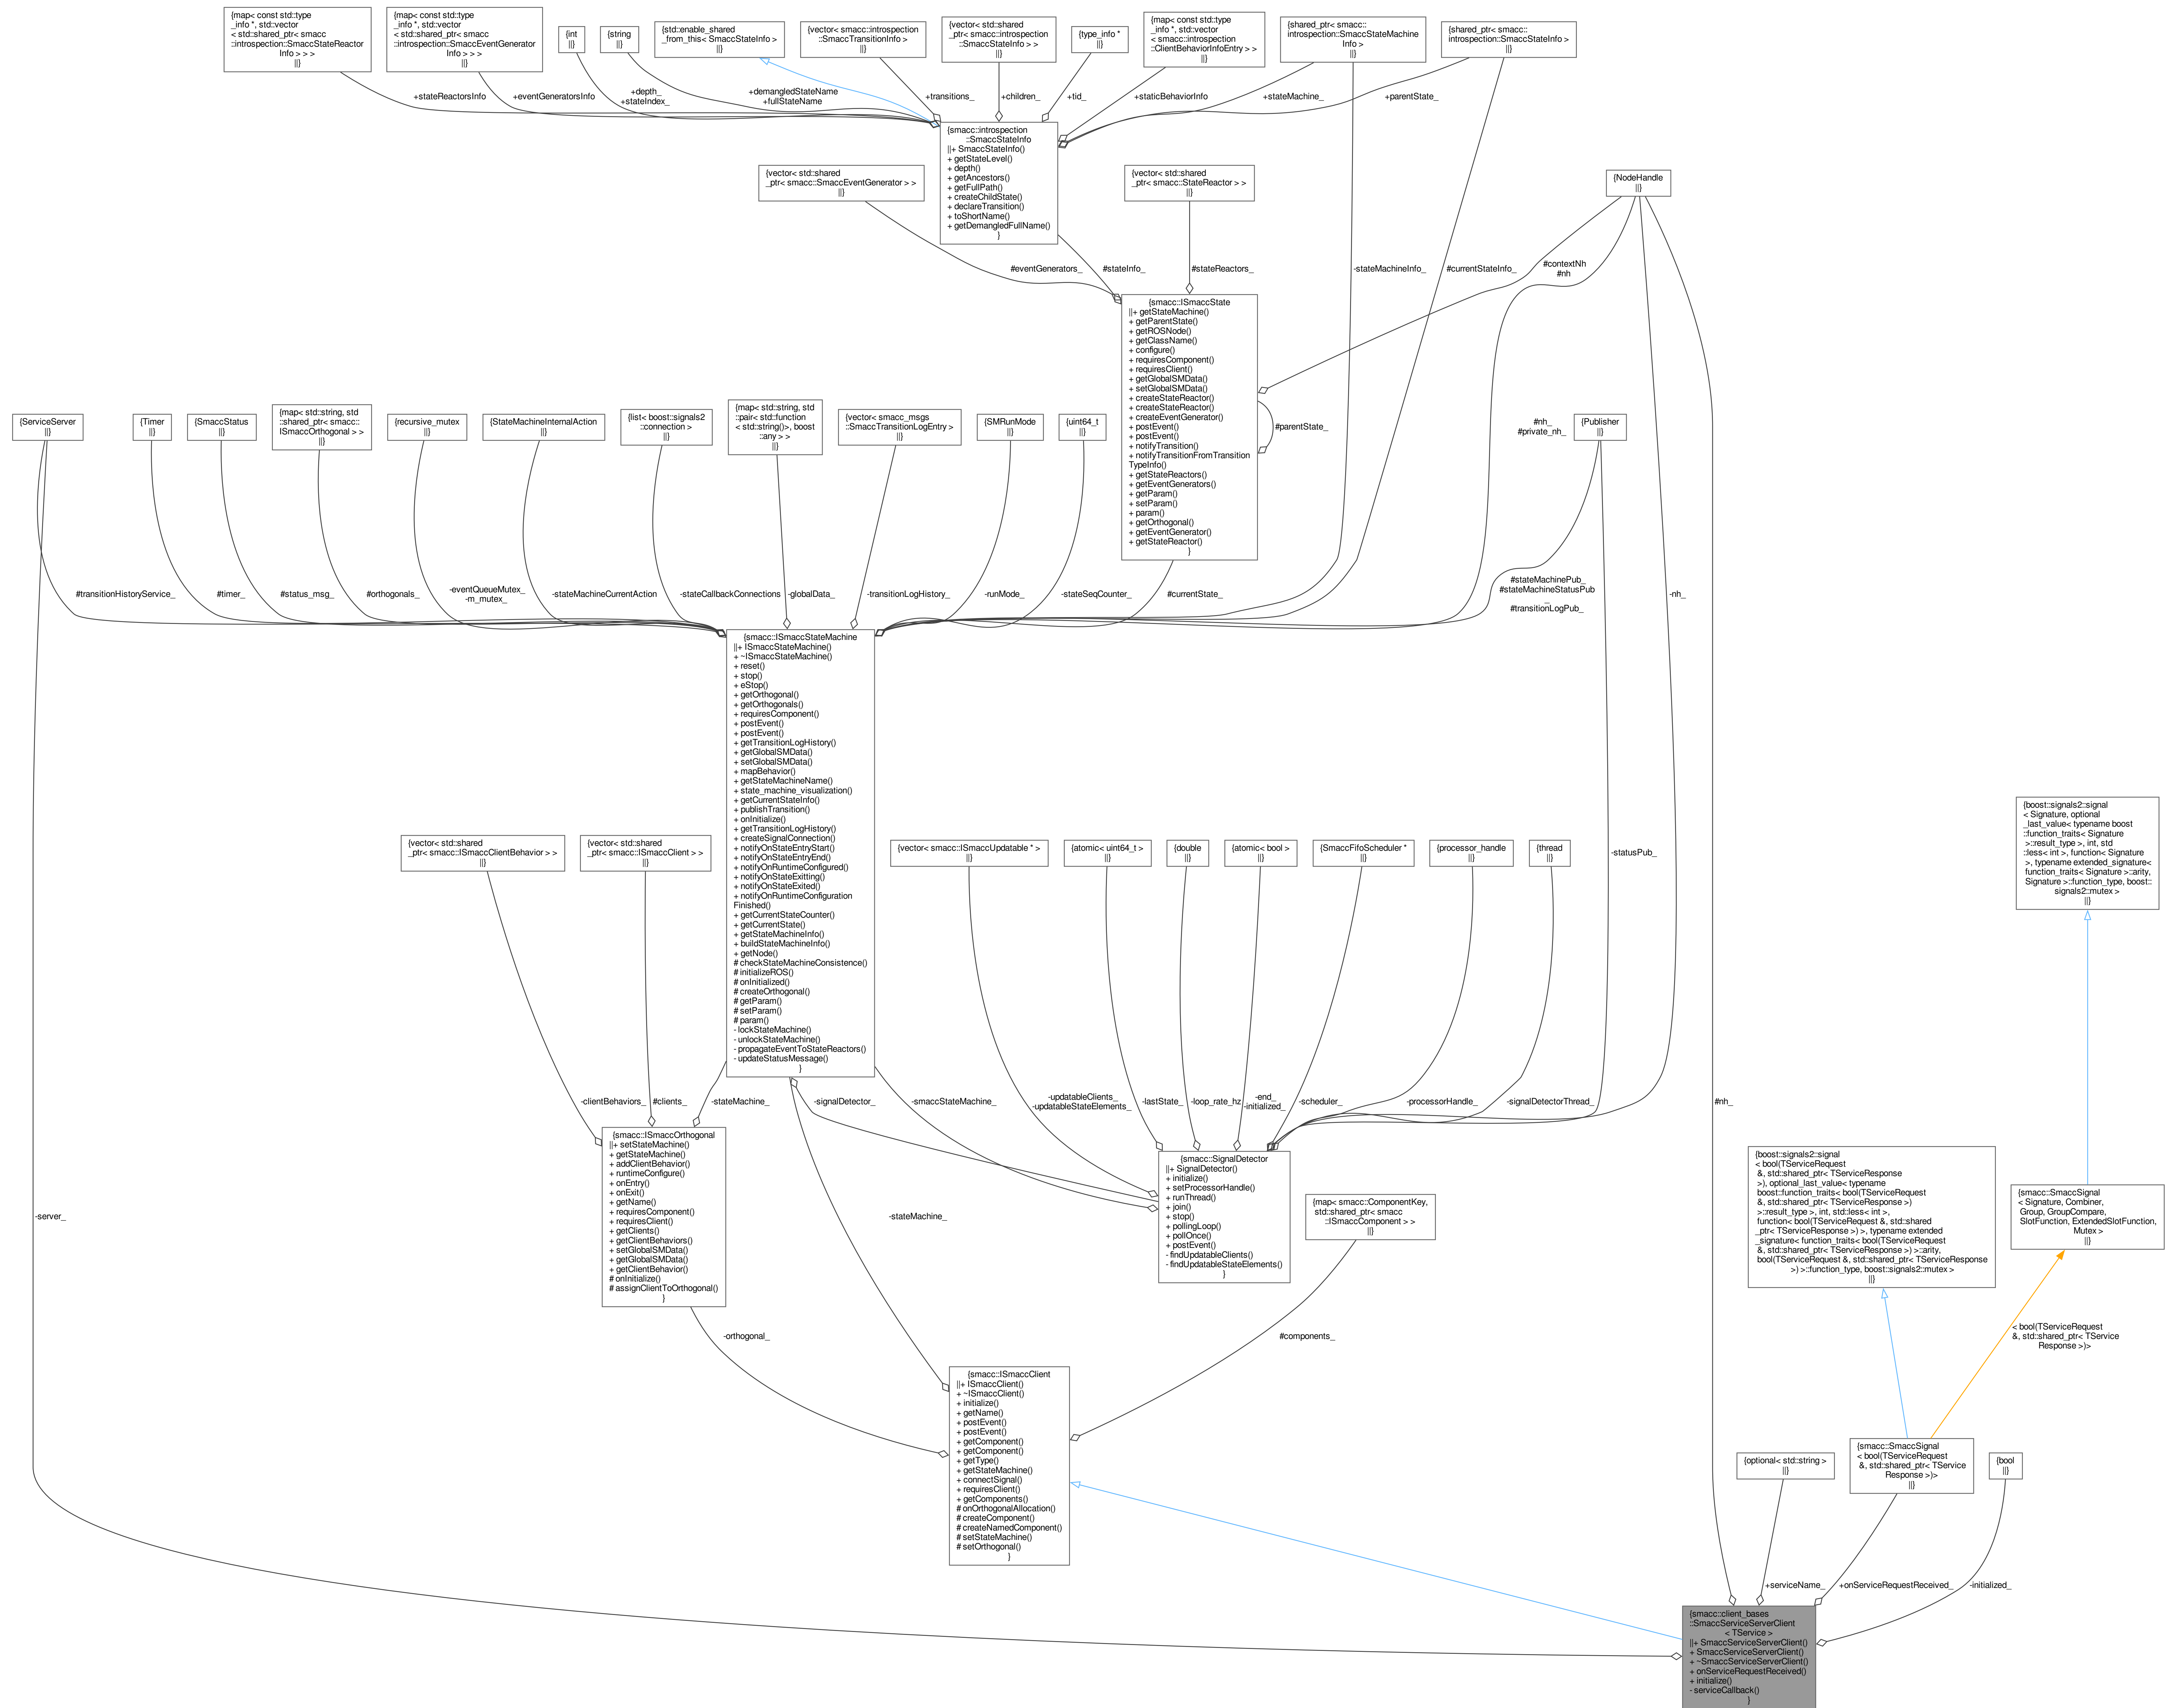 {map< const std::type
_info *, std::vector
< std::shared_ptr< smacc
::introspection::SmaccStateReactor
Info > > >
||}
{map< const std::type
_info *, std::vector
< std::shared_ptr< smacc
::introspection::SmaccEventGenerator
Info > > >
||}
{int
||}
{string
||}
{std::enable_shared
_from_this< SmaccStateInfo >
||}
{vector< smacc::introspection
::SmaccTransitionInfo >
||}
{vector< std::shared
_ptr< smacc::introspection
::SmaccStateInfo > >
||}
{type_info *
||}
{map< const std::type
_info *, std::vector
< smacc::introspection
::ClientBehaviorInfoEntry > >
||}
{shared_ptr< smacc::
introspection::SmaccStateMachine
Info >
||}
{shared_ptr< smacc::
introspection::SmaccStateInfo >
||}
+stateReactorsInfo
+eventGeneratorsInfo
+depth_
+stateIndex_
+demangledStateName
+fullStateName
+transitions_
+children_
+tid_
+staticBehaviorInfo
+stateMachine_
+parentState_
{smacc::introspection
::SmaccStateInfo
||+ SmaccStateInfo()
+ getStateLevel()
+ depth()
+ getAncestors()
+ getFullPath()
+ createChildState()
+ declareTransition()
+ toShortName()
+ getDemangledFullName()
}
{vector< std::shared
_ptr< smacc::SmaccEventGenerator > >
||}
{vector< std::shared
_ptr< smacc::StateReactor > >
||}
{NodeHandle
||}
#eventGenerators_
#stateInfo_
#stateReactors_
-stateMachineInfo_
#currentStateInfo_
#contextNh
#nh
{smacc::ISmaccState
||+ getStateMachine()
+ getParentState()
+ getROSNode()
+ getClassName()
+ configure()
+ requiresComponent()
+ requiresClient()
+ getGlobalSMData()
+ setGlobalSMData()
+ createStateReactor()
+ createStateReactor()
+ createEventGenerator()
+ postEvent()
+ postEvent()
+ notifyTransition()
+ notifyTransitionFromTransition
TypeInfo()
+ getStateReactors()
+ getEventGenerators()
+ getParam()
+ setParam()
+ param()
+ getOrthogonal()
+ getEventGenerator()
+ getStateReactor()
}
#parentState_
#nh_
#private_nh_
{ServiceServer
||}
{Timer
||}
{SmaccStatus
||}
{map< std::string, std
::shared_ptr< smacc::
ISmaccOrthogonal > >
||}
{recursive_mutex
||}
{StateMachineInternalAction
||}
{list< boost::signals2
::connection >
||}
{map< std::string, std
::pair< std::function
< std::string()>, boost
::any > >
||}
{vector< smacc_msgs
::SmaccTransitionLogEntry >
||}
{SMRunMode
||}
{uint64_t
||}
{Publisher
||}
#transitionHistoryService_
#timer_
#status_msg_
#orthogonals_
-eventQueueMutex_
-m_mutex_
-stateMachineCurrentAction
-stateCallbackConnections
-globalData_
-transitionLogHistory_
-runMode_
-stateSeqCounter_
#currentState_
#stateMachinePub_
#stateMachineStatusPub
_
#transitionLogPub_
-nh_
{smacc::ISmaccStateMachine
||+ ISmaccStateMachine()
+ ~ISmaccStateMachine()
+ reset()
+ stop()
+ eStop()
+ getOrthogonal()
+ getOrthogonals()
+ requiresComponent()
+ postEvent()
+ postEvent()
+ getTransitionLogHistory()
+ getGlobalSMData()
+ setGlobalSMData()
+ mapBehavior()
+ getStateMachineName()
+ state_machine_visualization()
+ getCurrentStateInfo()
+ publishTransition()
+ onInitialize()
+ getTransitionLogHistory()
+ createSignalConnection()
+ notifyOnStateEntryStart()
+ notifyOnStateEntryEnd()
+ notifyOnRuntimeConfigured()
+ notifyOnStateExitting()
+ notifyOnStateExited()
+ notifyOnRuntimeConfiguration
Finished()
+ getCurrentStateCounter()
+ getCurrentState()
+ getStateMachineInfo()
+ buildStateMachineInfo()
+ getNode()
# checkStateMachineConsistence()
# initializeROS()
# onInitialized()
# createOrthogonal()
# getParam()
# setParam()
# param()
- lockStateMachine()
- unlockStateMachine()
- propagateEventToStateReactors()
- updateStatusMessage()
}
{vector< std::shared
_ptr< smacc::ISmaccClientBehavior > >
||}
{vector< std::shared
_ptr< smacc::ISmaccClient > >
||}
{vector< smacc::ISmaccUpdatable * >
||}
{atomic< uint64_t >
||}
{double
||}
{atomic< bool >
||}
{SmaccFifoScheduler *
||}
{processor_handle
||}
{thread
||}
-statusPub_
{boost::signals2::signal
< Signature, optional
_last_value< typename boost
::function_traits< Signature
>::result_type >, int, std
::less< int >, function< Signature
>, typename extended_signature<
function_traits< Signature >::arity,
Signature >::function_type, boost::
signals2::mutex >
||}
-clientBehaviors_
#clients_
-stateMachine_
-signalDetector_
-smaccStateMachine_
-updatableClients_
-updatableStateElements_
-lastState_
-loop_rate_hz
-end_
-initialized_
-scheduler_
-processorHandle_
-signalDetectorThread_
#nh_
{smacc::ISmaccOrthogonal
||+ setStateMachine()
+ getStateMachine()
+ addClientBehavior()
+ runtimeConfigure()
+ onEntry()
+ onExit()
+ getName()
+ requiresComponent()
+ requiresClient()
+ getClients()
+ getClientBehaviors()
+ setGlobalSMData()
+ getGlobalSMData()
+ getClientBehavior()
# onInitialize()
# assignClientToOrthogonal()
}
{smacc::SignalDetector
||+ SignalDetector()
+ initialize()
+ setProcessorHandle()
+ runThread()
+ join()
+ stop()
+ pollingLoop()
+ pollOnce()
+ postEvent()
- findUpdatableClients()
- findUpdatableStateElements()
}
{map< smacc::ComponentKey,
std::shared_ptr< smacc
::ISmaccComponent > >
||}
{boost::signals2::signal
< bool(TServiceRequest
&, std::shared_ptr< TServiceResponse
>), optional_last_value< typename
boost::function_traits< bool(TServiceRequest
&, std::shared_ptr< TServiceResponse >)
>::result_type >, int, std::less< int >,
function< bool(TServiceRequest &, std::shared
_ptr< TServiceResponse >) >, typename extended
_signature< function_traits< bool(TServiceRequest
&, std::shared_ptr< TServiceResponse >) >::arity,
bool(TServiceRequest &, std::shared_ptr< TServiceResponse
>) >::function_type, boost::signals2::mutex >
||}
{smacc::SmaccSignal
< Signature, Combiner,
Group, GroupCompare,
SlotFunction, ExtendedSlotFunction,
Mutex >
||}
-server_
-stateMachine_
-orthogonal_
#components_
< bool(TServiceRequest
&, std::shared_ptr< TService
Response >)>
{smacc::ISmaccClient
||+ ISmaccClient()
+ ~ISmaccClient()
+ initialize()
+ getName()
+ postEvent()
+ postEvent()
+ getComponent()
+ getComponent()
+ getType()
+ getStateMachine()
+ connectSignal()
+ requiresClient()
+ getComponents()
# onOrthogonalAllocation()
# createComponent()
# createNamedComponent()
# setStateMachine()
# setOrthogonal()
}
{optional< std::string >
||}
{smacc::SmaccSignal
< bool(TServiceRequest
&, std::shared_ptr< TService
Response >)>
||}
{bool
||}
+serviceName_
+onServiceRequestReceived_
-initialized_
{smacc::client_bases
::SmaccServiceServerClient
< TService >
||+ SmaccServiceServerClient()
+ SmaccServiceServerClient()
+ ~SmaccServiceServerClient()
+ onServiceRequestReceived()
+ initialize()
- serviceCallback()
}